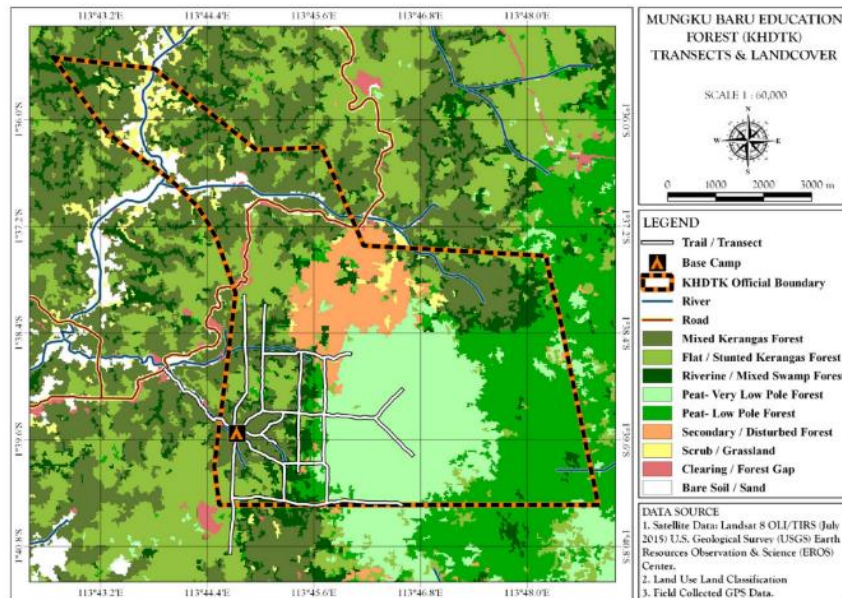 113°43.2'E
113°44.4'E
113°45.6'E
113°46.8'E
113°48.0'E
1°36.0'S
1°37.2'S
1°38.4'S
1°39.6'S
1°40.8'S
1°36.0'S
1°37.2'S
1°38.4'S
1°39.6'S
1°40.8'S
113°43.2'E
113°44.4'E
113°45.6'E
113°46.8'E
113°48.0'E
MUNGKU BARU EDUCATION
FOREST (KHDTK)
TRANSECTS & LANDCOVER
SCALE 1 : 60,000
N
W
E
S
0 1000 2000 3000 m
LEGEND
Trail / Transect
Base Camp
KHDTK Official Boundary
River
Road
Mixed Kerangas Forest
Flat / Stunted Kerangas Forest
Riverine / Mixed Swamp Forest
Peat- Very Low Pole Forest
Peat- Low Pole Forest
Secondary / Disturbed Forest
Scrub / Grassland
Clearing / Forest Gap
Bare Soil / Sand
DATA SOURCE
1. Satellite Data: Landsat 8 OLI/TIRS (July
2015) U.S. Geological Survey (USGS) Earth
Resources Observation & Science (EROS)
Center.
2. Land Use Land Classification
3. Field Collected GPS Data.